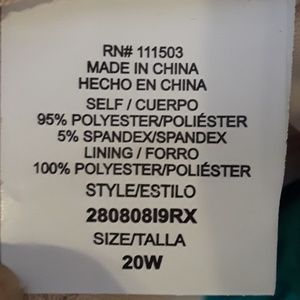 RN# 111503
MADE IN CHINA
HECHO EN CHINA
SELF / CUERPO
95% POLYESTER/POLIÉSTER
5% SPANDEX/SPANDEX
LINING / FORRO
100% POLYESTER/POLIÉSTER
STYLE/ESTILO
280808I9RX
SIZE/TALLA
20W